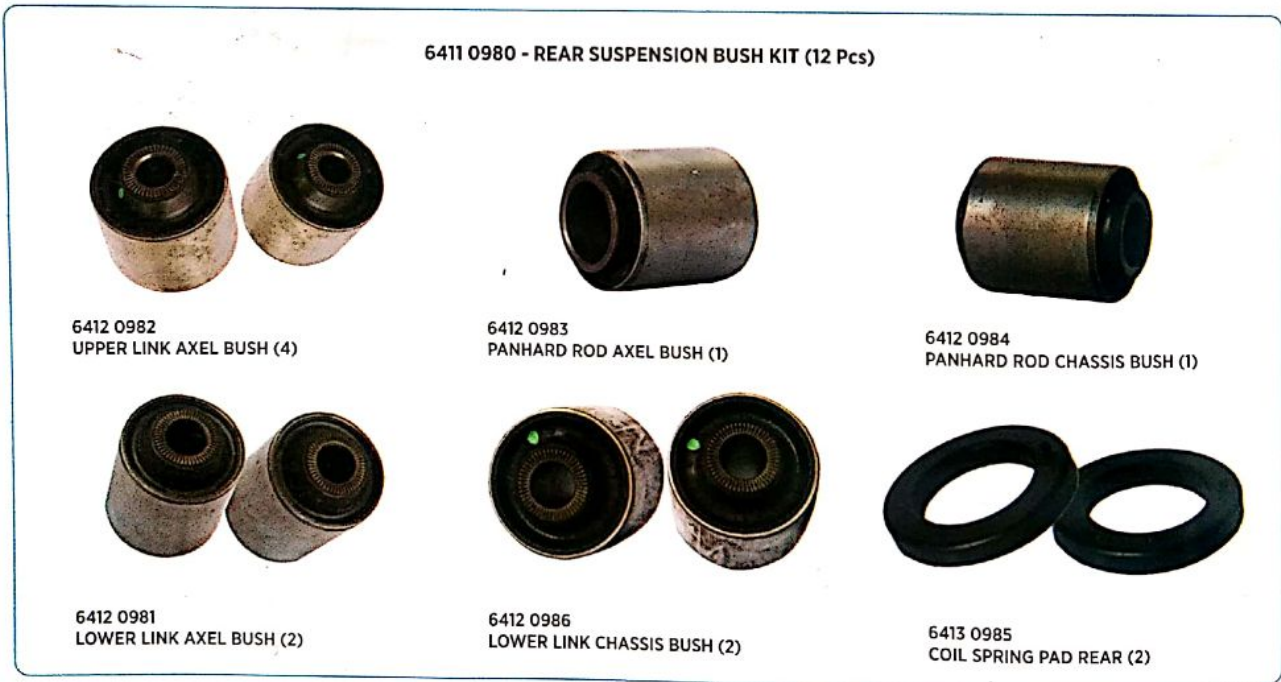 6411 0980 - REAR SUSPENSION BUSH KIT (12 Pcs)
6412 0982
UPPER LINK AXEL BUSH (4)
6412 0983
PANHARD ROD AXEL BUSH (1)
6412 0984
PANHARD ROD CHASSIS BUSH (1)
6412 0981
LOWER LINK AXEL BUSH (2)
6412 0986
LOWER LINK CHASSIS BUSH (2)
6413 0985
COIL SPRING PAD REAR (2)